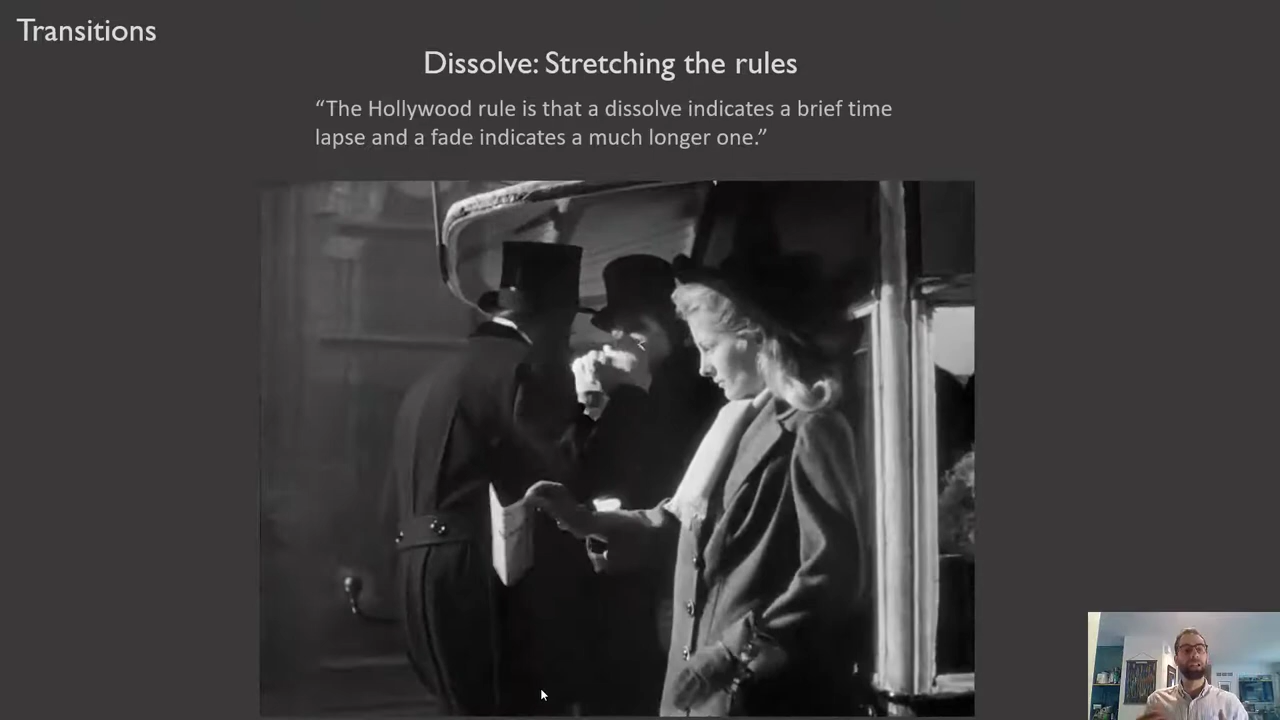 Transitions
Dissolve: Stretching the rules
“The Hollywood rule is that a dissolve indicates a brief time
lapse and a fade indicates a much longer one.”